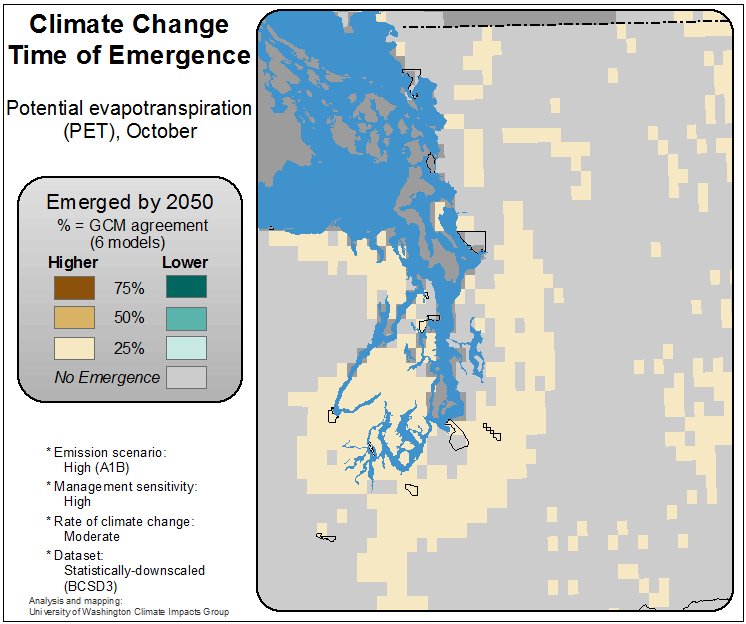 Climate Change
Time of Emergence
Potential evapotranspiration
(PET), October
Emerged by 2050
% = GCM agreement
(6 models)
Higher Lower
75%
50%
25%
No Emergence
* Emission scenario:
High (A1B)
* Management sensitivity:
High
* Rate of climate change:
Moderate
* Dataset:
Statistically-downscaled
(BCSD3)
Analysis and mapping:
University of Washington Climate Impacts Group